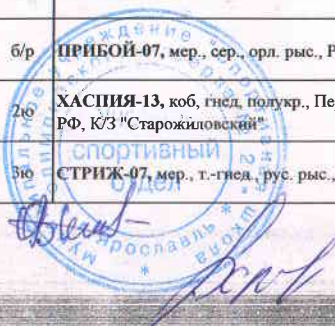 б/р ПРИБОЙ-07, мер., сер., орл. рыс., Р
2ю ХАСПИЯ-13, коб, гнед, полукр., Пе
РФ, К/З "Старожиловский"
3ю СТРИЖ-07, мер., т.-гнед., рус. рыс.,
спортивный
отдел
Ярославль
школа